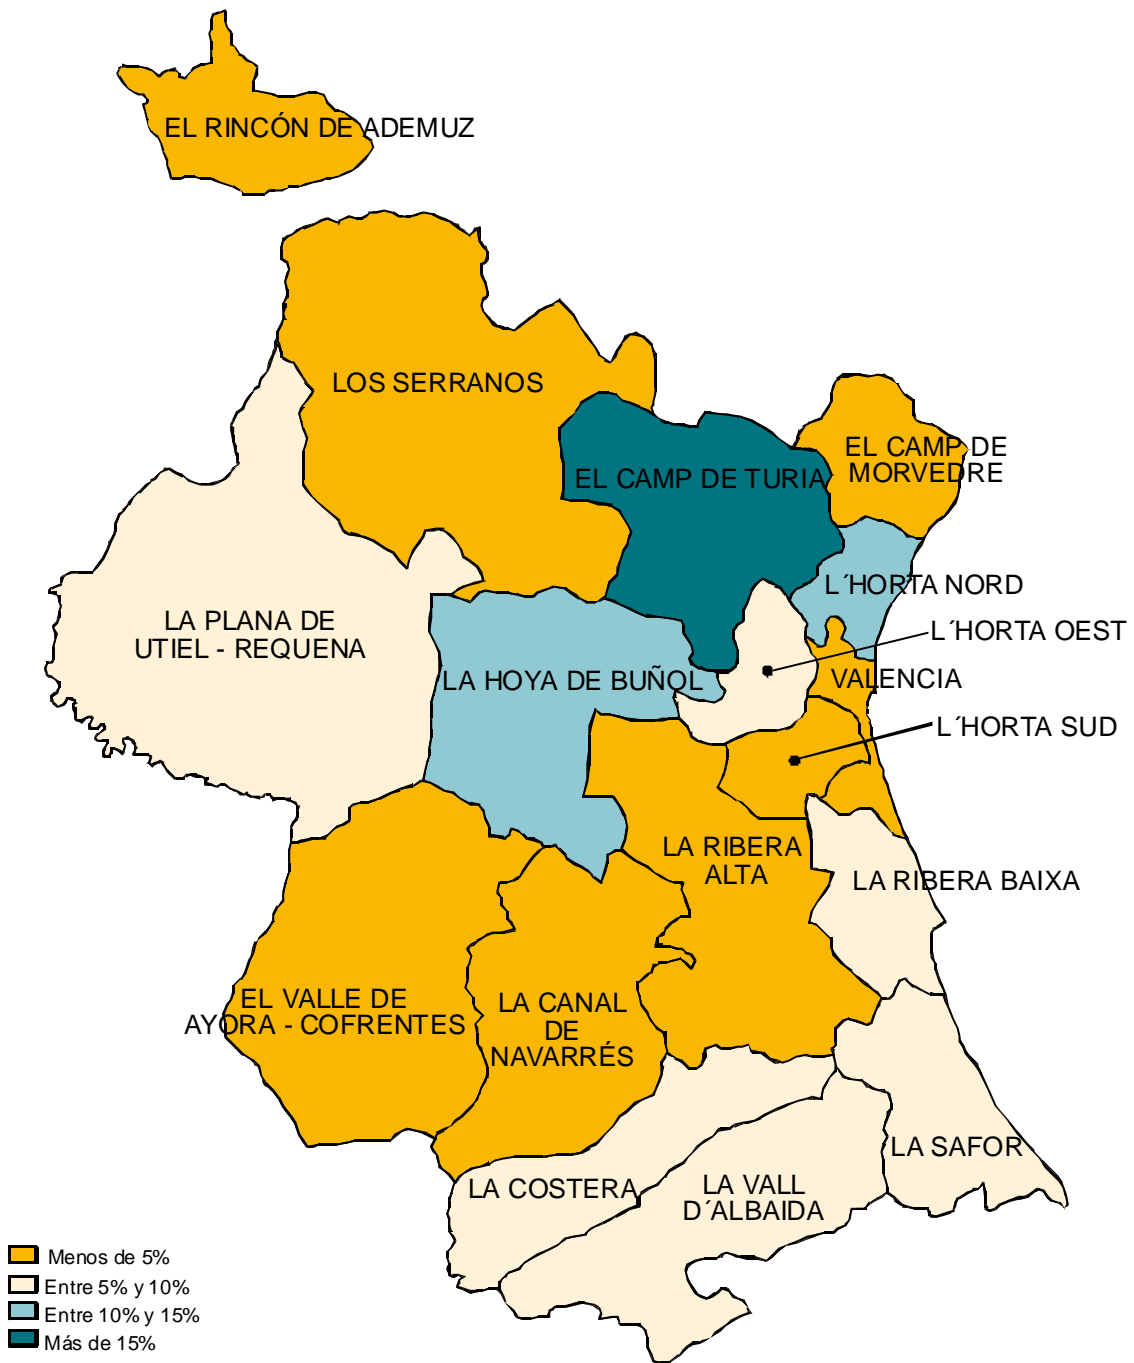 EL RINCÓN DE ADEMUZ
LOS SERRANOS
EL CAMP DE
MORVEDRE
EL CAMP DE TURIA
L´HORTA NORD
LA PLANA DE
UTIEL - REQUENA
L´HORTA OEST
LA HOYA DE BUÑOL
VALENCIA
L´HORTA SUD
LA RIBERA
ALTA
LA RIBERA BAIXA
EL VALLE DE
AYORA - COFRENTES
LA CANAL
DE
NAVARRÉS
LA SAFOR
LA COSTERA
LA VALL
D´ALBAIDA
Menos de 5%
Entre 5% y 10%
Entre 10% y 15%
Más de 15%